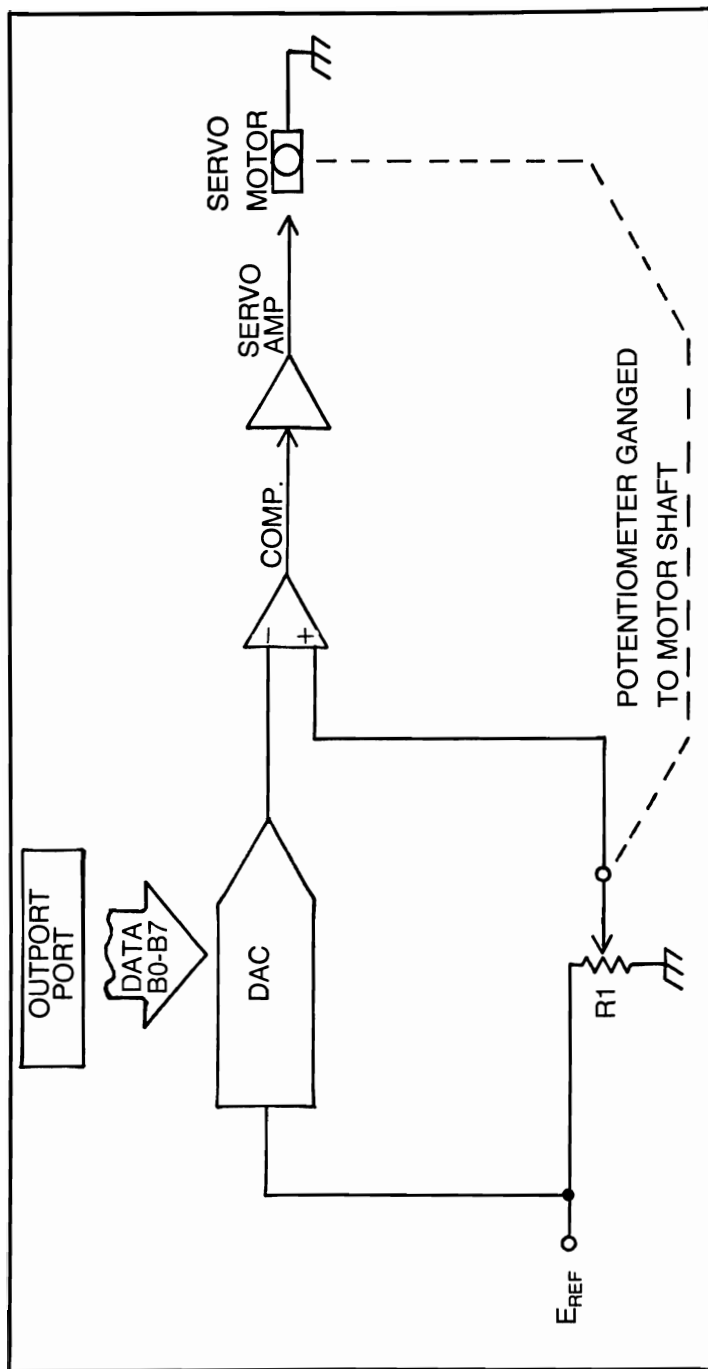 OUTPORT
PORT
DATA
B0-B7
DAC
COMP.
SERVO
AMP
SERVO
MOTOR
−
+
E_REF
R1
POTENTIOMETER GANGED
TO MOTOR SHAFT